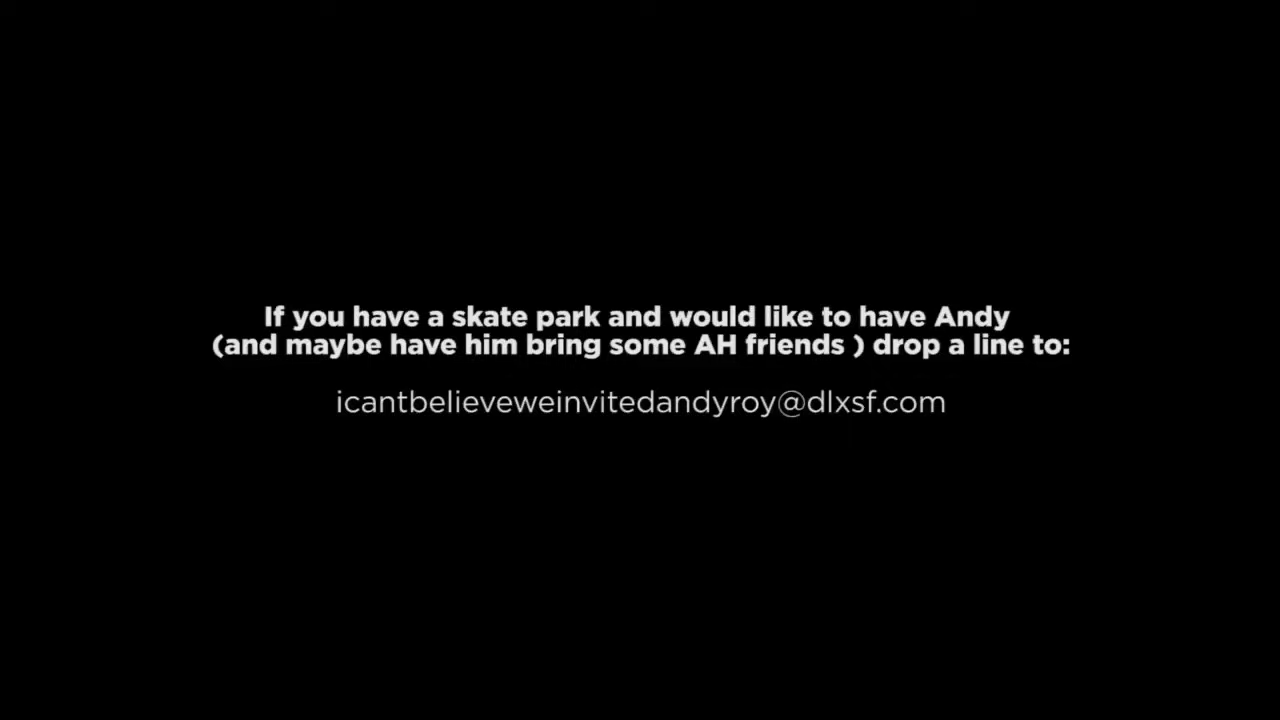 If you have a skate park and would like to have Andy
(and maybe have him bring some AH friends ) drop a line to:
icantbelieveweinvitedandyroy@dlxsf.com